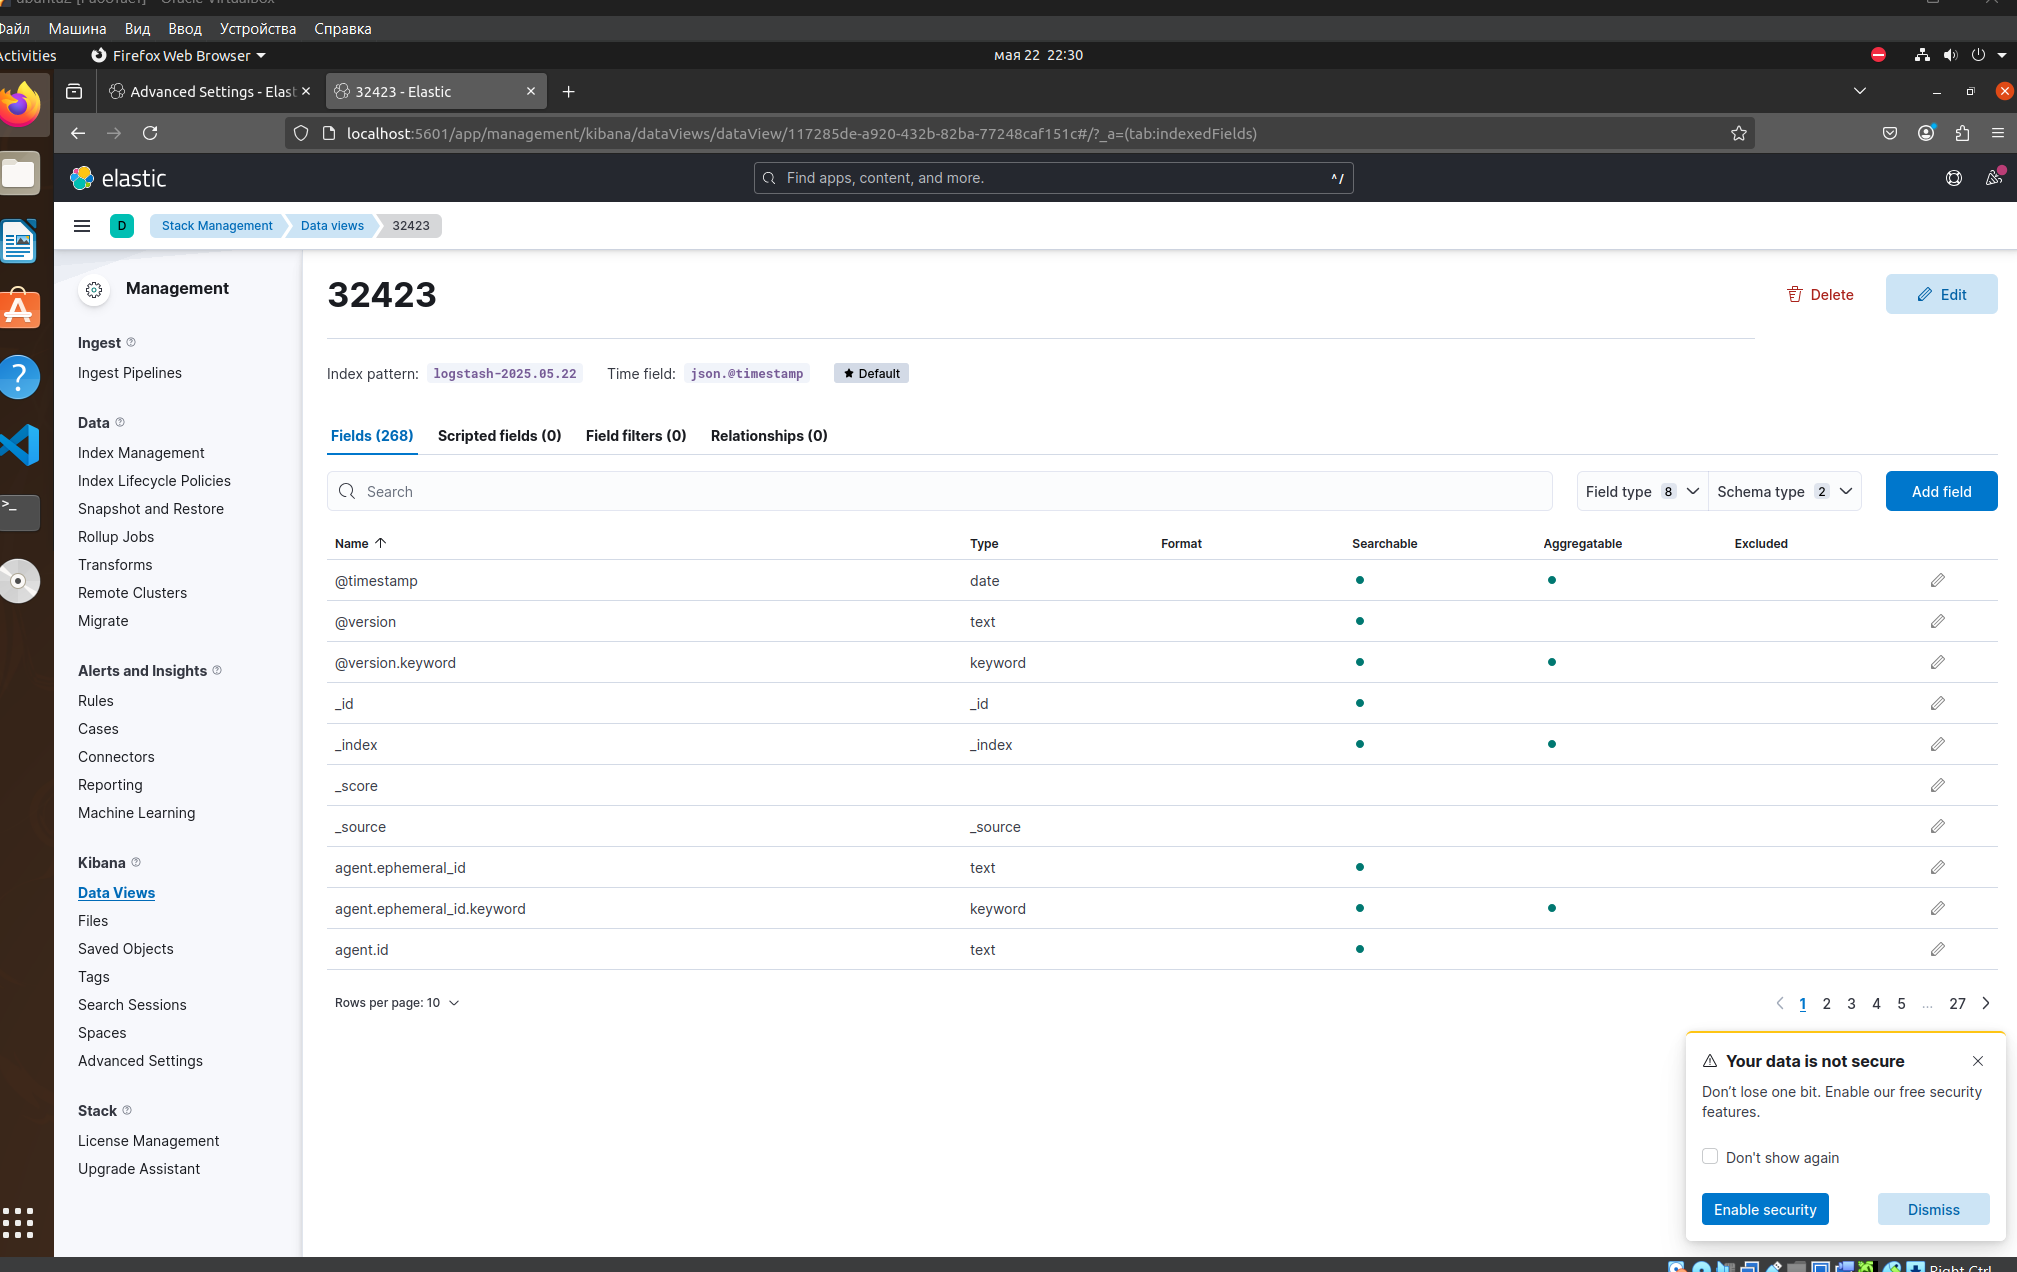 Машина Вид Ввод Устройства Справка
Activities Firefox Web Browser мая 22 22:30
Advanced Settings - Elast 32423 - Elastic
localhost:5601/app/management/kibana/dataViews/dataView/117285de-a920-432b-82ba-77248caf151c#/?_a=(tab:indexedFields)
elastic Find apps, content, and more. ^/
D Stack Management Data views 32423
Management
Ingest
Ingest Pipelines
Data
Index Management
Index Lifecycle Policies
Snapshot and Restore
Rollup Jobs
Transforms
Remote Clusters
Migrate
Alerts and Insights
Rules
Cases
Connectors
Reporting
Machine Learning
Kibana
Data Views
Files
Saved Objects
Tags
Search Sessions
Spaces
Advanced Settings
Stack
License Management
Upgrade Assistant
32423
Delete Edit
Index pattern: logstash-2025.05.22 Time field: json.@timestamp Default
Fields (268) Scripted fields (0) Field filters (0) Relationships (0)
Search Field type 8 Schema type 2 Add field
Name Type Format Searchable Aggregatable Excluded
@timestamp date
@version text
@version.keyword keyword
_id _id
_index _index
_score
_source _source
agent.ephemeral_id text
agent.ephemeral_id.keyword keyword
agent.id text
Rows per page: 10 1 2 3 4 5 ... 27
Your data is not secure
Don’t lose one bit. Enable our free security
features.
Don't show again
Enable security Dismiss
Right Ctrl